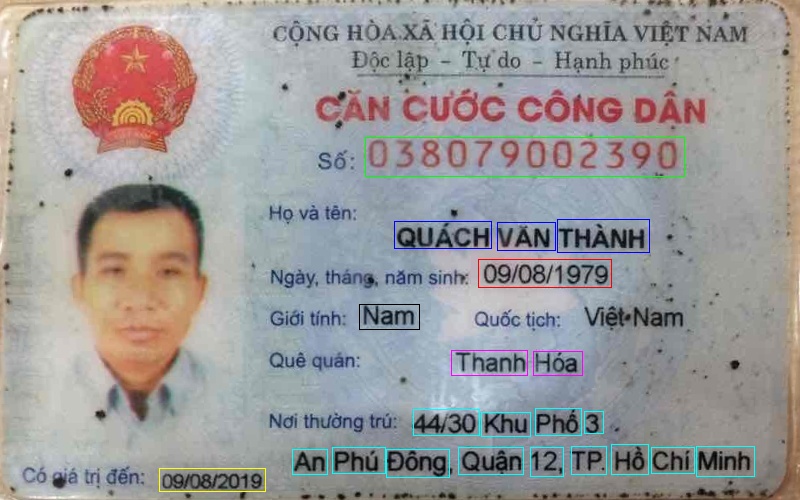 CỘNG HÒA XÃ HỘI CHỦ NGHĨA VIỆT NAM
Độc lập - Tự do - Hạnh phúc
CĂN CƯỚC CÔNG DÂN
Số: 038079002390
Họ và tên:
QUÁCH VĂN THÀNH
Ngày, tháng, năm sinh: 09/08/1979
Giới tính: Nam Quốc tịch: Việt Nam
Quê quán: Thanh Hóa
Nơi thường trú: 44/30 Khu Phố 3
An Phú Đông, Quận 12, TP. Hồ Chí Minh
Có giá trị đến: 09/08/2019